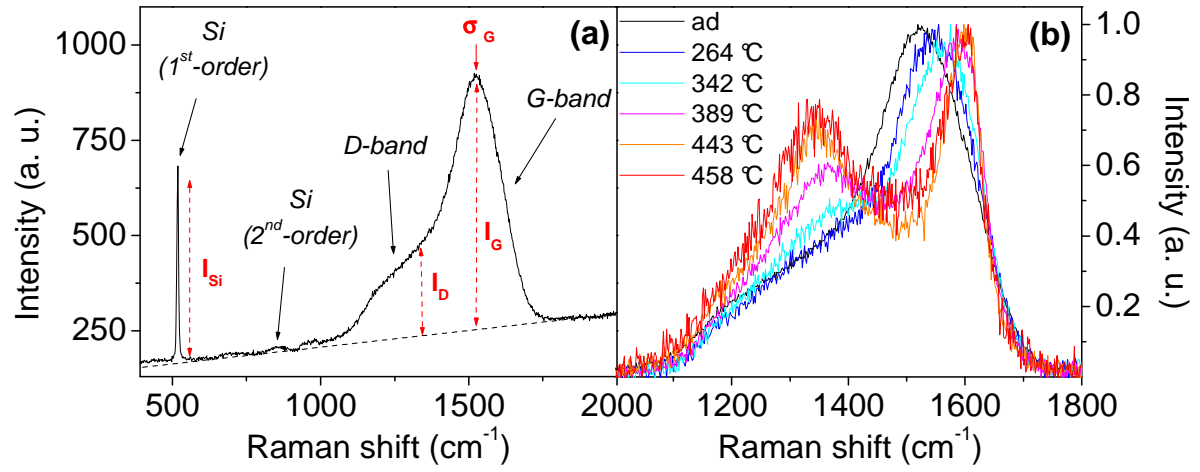 (a)
σG
Si
(1st-order)
G-band
D-band
Si
(2nd-order)
ISi
ID
IG
1000
750
500
250
Intensity (a. u.)
500
1000
1500
2000
Raman shift (cm-1)
(b)
ad
264 °C
342 °C
389 °C
443 °C
458 °C
1.0
0.8
0.6
0.4
0.2
Intensity (a. u.)
1200
1400
1600
1800
Raman shift (cm-1)